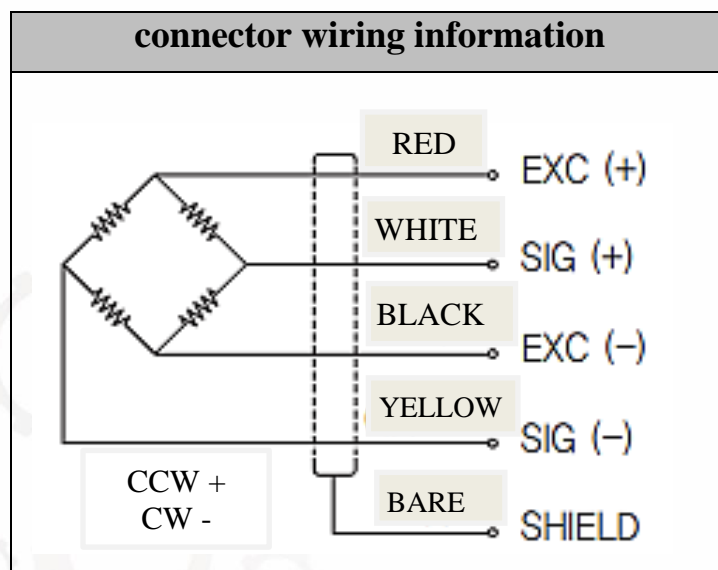 connector wiring information
RED
EXC (+)
WHITE
SIG (+)
BLACK
EXC (-)
YELLOW
SIG (-)
CCW +
CW -
BARE
SHIELD